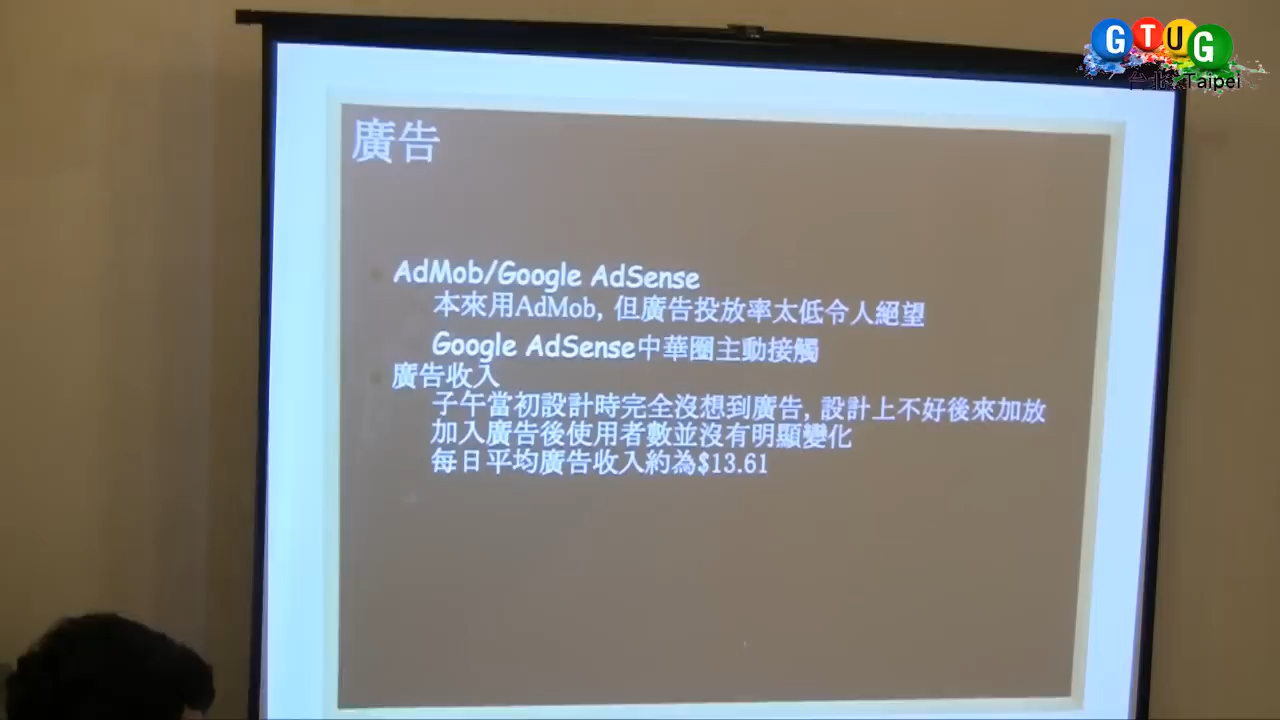 GTUG
台北 Taipei
廣告
AdMob/Google AdSense
本來用AdMob, 但廣告投放率太低令人絕望
Google AdSense中華圈主動接觸
廣告收入
子午當初設計時完全沒想到廣告, 設計上不好後來加放
加入廣告後使用者數並沒有明顯變化
每日平均廣告收入約為$13.61